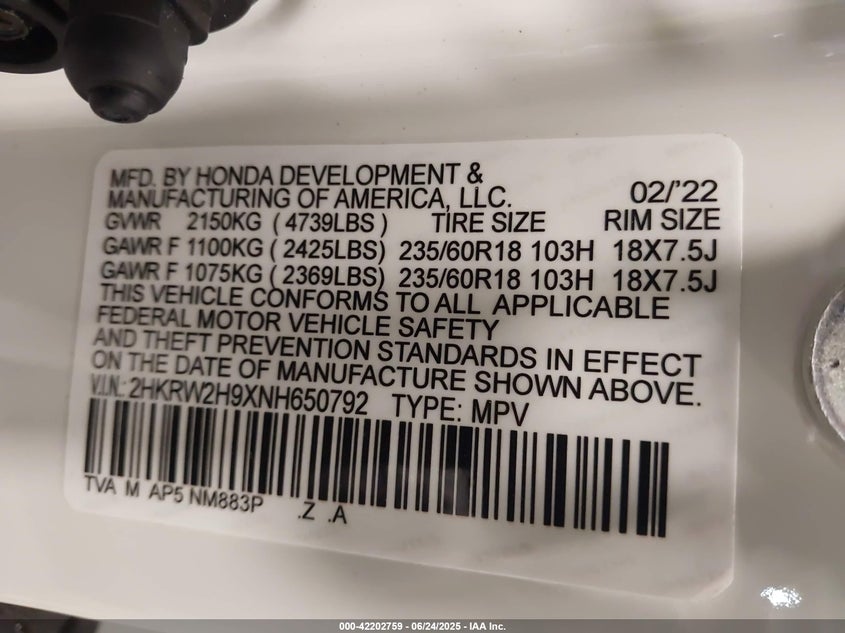 MFD. BY HONDA DEVELOPMENT &
MANUFACTURING OF AMERICA, LLC. 02/'22
GVWR 2150KG ( 4739LBS ) TIRE SIZE RIM SIZE
GAWR F 1100KG ( 2425LBS) 235/60R18 103H 18X7.5J
GAWR F 1075KG ( 2369LBS) 235/60R18 103H 18X7.5J
THIS VEHICLE CONFORMS TO ALL APPLICABLE
FEDERAL MOTOR VEHICLE SAFETY
AND THEFT PREVENTION STANDARDS IN EFFECT
ON THE DATE OF MANUFACTURE SHOWN ABOVE.
V.I.N.: 2HKRW2H9XNH650792 TYPE: MPV
TVA M AP5 NM883P .Z .A
000-42202759 - 06/24/2025 - IAA Inc.